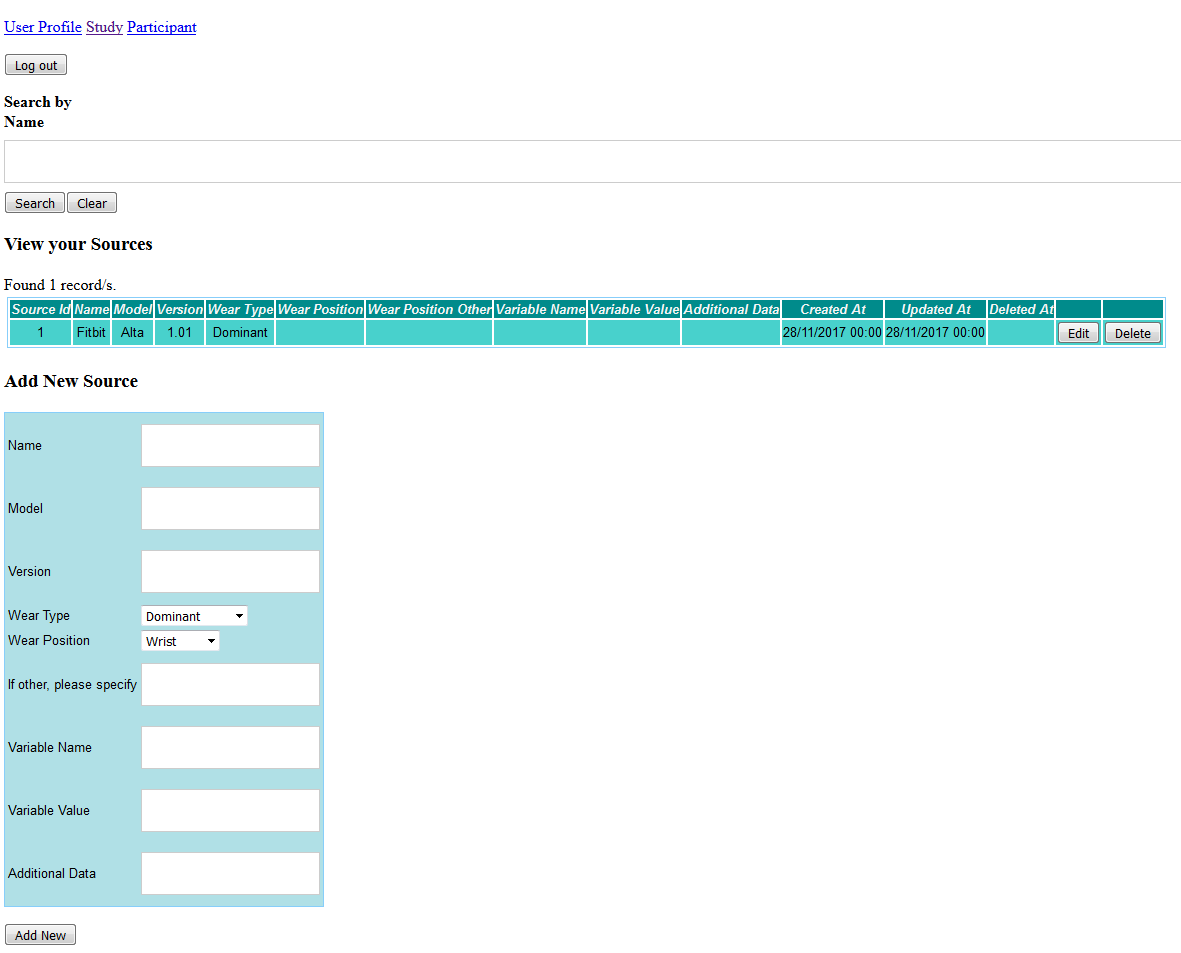 User Profile Study Participant
Log out
Search by
Name
Search Clear
View your Sources
Found 1 record/s.
Source Id Name Model Version Wear Type Wear Position Wear Position Other Variable Name Variable Value Additional Data Created At Updated At Deleted At
1 Fitbit Alta 1.01 Dominant 28/11/2017 00:00 28/11/2017 00:00 Edit Delete
Add New Source
Name
Model
Version
Wear Type Dominant
Wear Position Wrist
If other, please specify
Variable Name
Variable Value
Additional Data
Add New